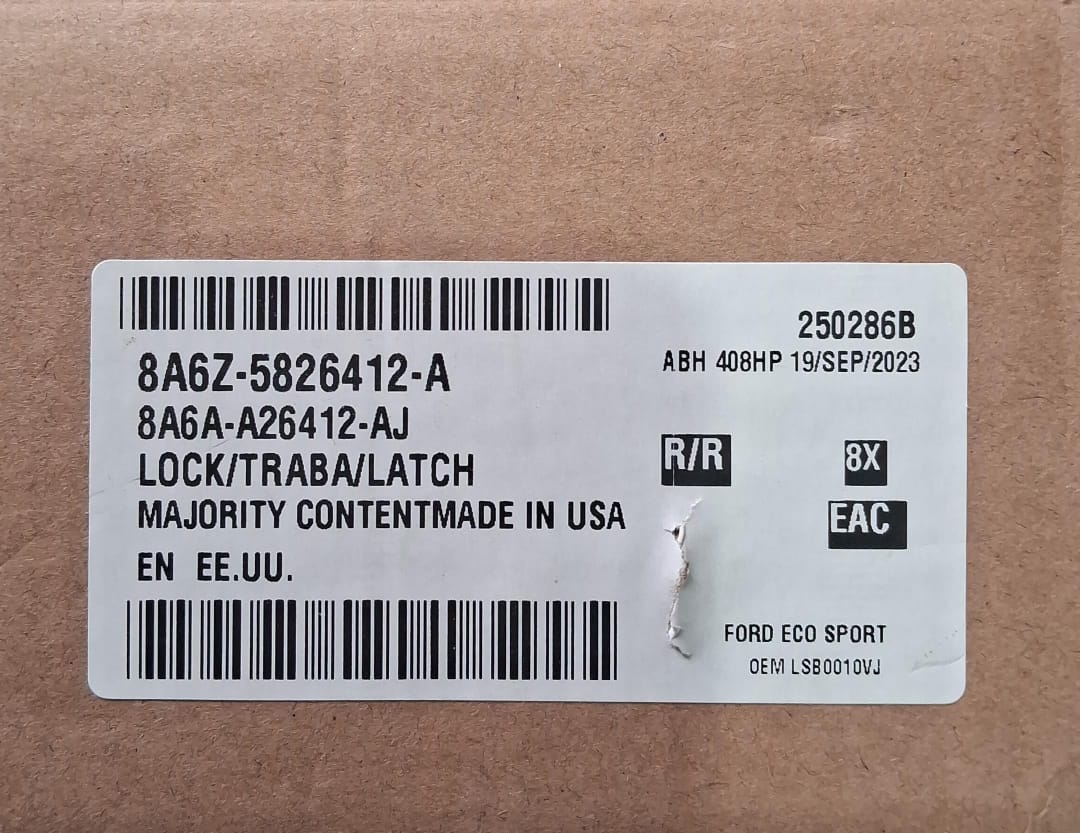 8A6Z-5826412-A
8A6A-A26412-AJ
LOCK/TRABA/LATCH
MAJORITY CONTENTMADE IN USA
EN EE.UU.
250286B
ABH 408HP 19/SEP/2023
R/R 8X
EAC
FORD ECO SPORT
OEM LSB0010VJ